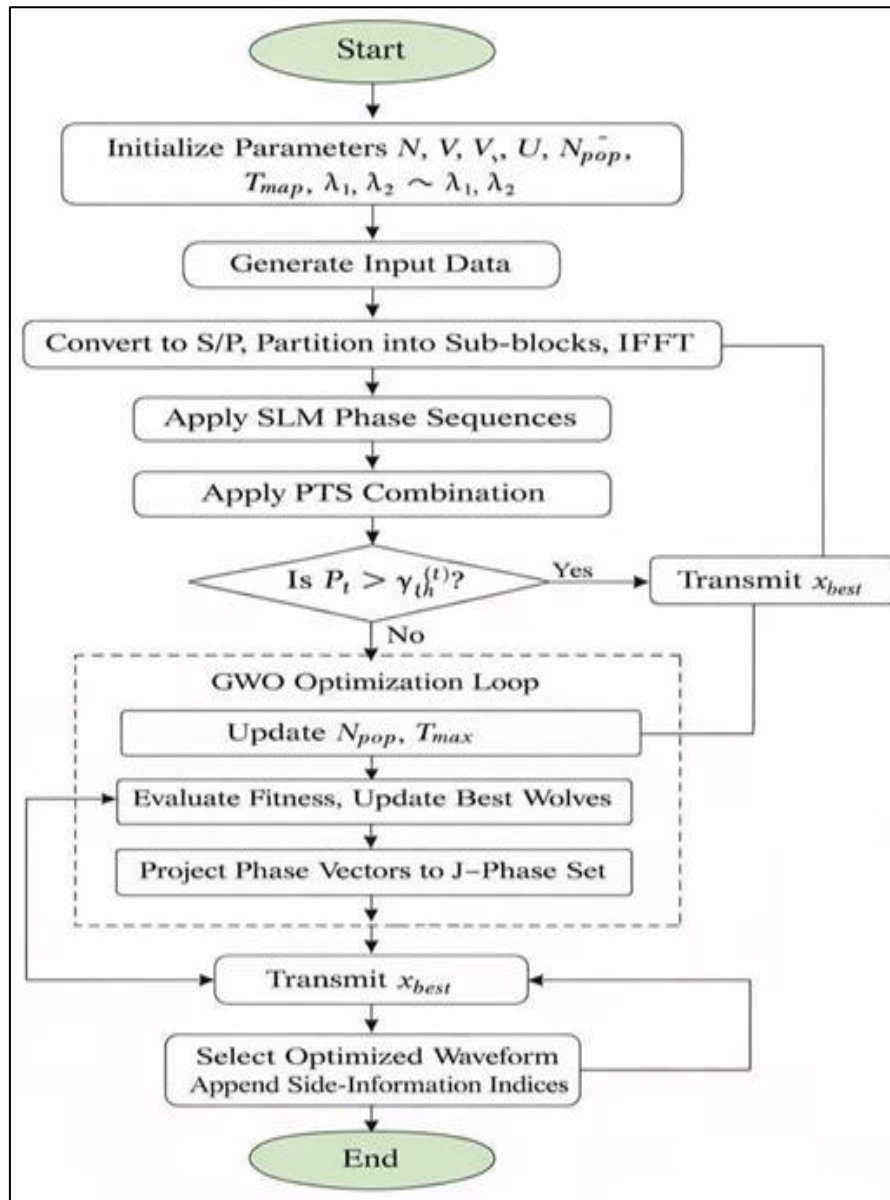 Start
Initialize Parameters N, V, V, U, N_pop,
T_map, λ₁, λ₂ ~ λ₁, λ₂
Generate Input Data
Convert to S/P, Partition into Sub-blocks, IFFT
Apply SLM Phase Sequences
Apply PTS Combination
Is P_t > γ_th^(t)?
Yes
Transmit x_best
No
GWO Optimization Loop
Update N_pop, T_max
Evaluate Fitness, Update Best Wolves
Project Phase Vectors to J–Phase Set
Transmit x_best
Select Optimized Waveform
Append Side-Information Indices
End